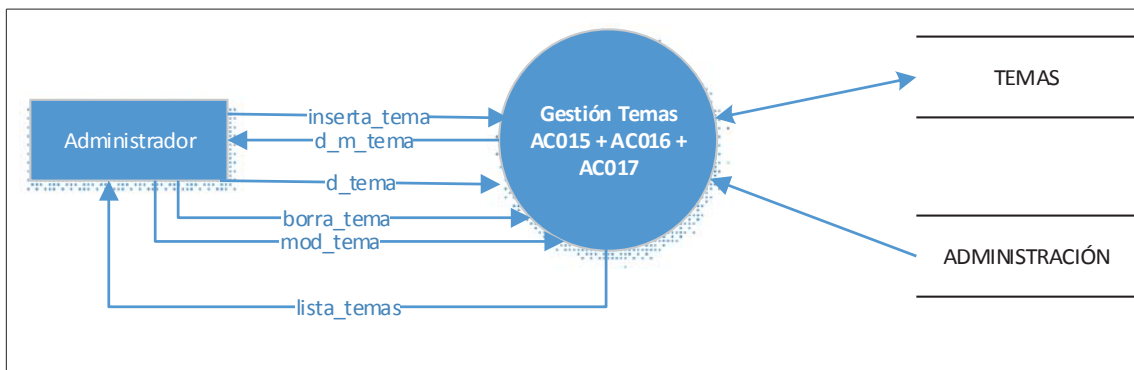 Administrador
inserta_tema
d_m_tema
d_tema
borra_tema
mod_tema
lista_temas
Gestión Temas
AC015 + AC016 +
AC017
TEMAS
ADMINISTRACIÓN